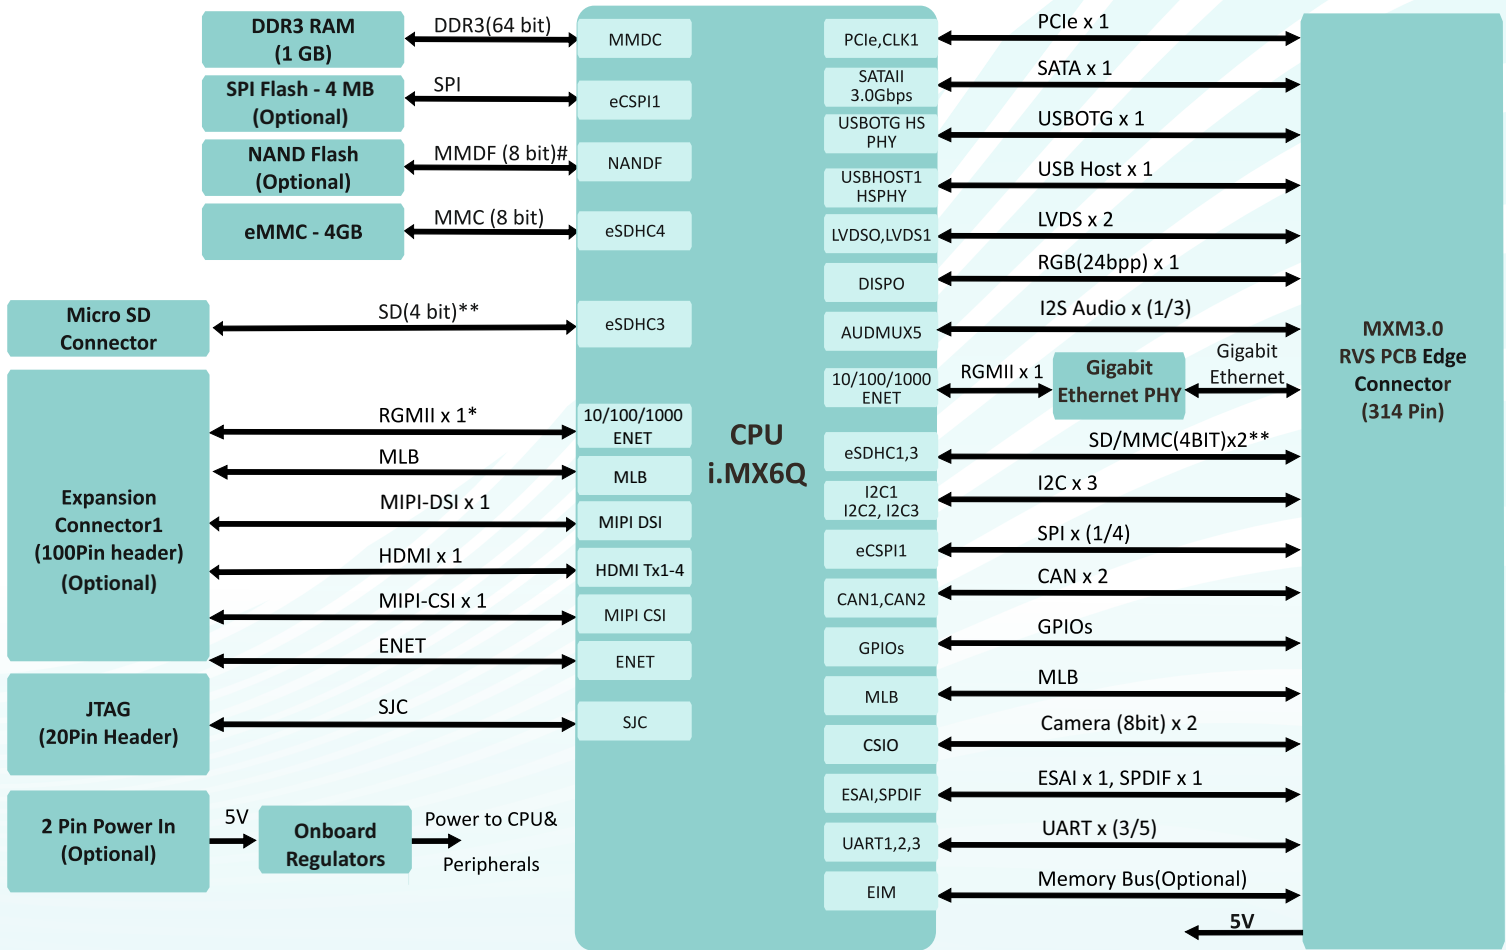 DDR3 RAM
(1 GB)
DDR3(64 bit)
MMDC
SPI Flash - 4 MB
(Optional)
SPI
eCSPI1
NAND Flash
(Optional)
MMDF (8 bit)#
NANDF
eMMC - 4GB
MMC (8 bit)
eSDHC4
Micro SD
Connector
SD(4 bit)**
eSDHC3
Expansion
Connector1
(100Pin header)
(Optional)
RGMII x 1*
10/100/1000
ENET
MLB
MLB
MIPI-DSI x 1
MIPI DSI
HDMI x 1
HDMI Tx1-4
MIPI-CSI x 1
MIPI CSI
ENET
ENET
JTAG
(20Pin Header)
SJC
SJC
2 Pin Power In
(Optional)
5V
Onboard
Regulators
Power to CPU&
Peripherals
CPU
i.MX6Q
PCIe,CLK1
PCIe x 1
SATAII
3.0Gbps
SATA x 1
USBOTG HS
PHY
USBOTG x 1
USBHOST1
HSPHY
USB Host x 1
LVDSO,LVDS1
LVDS x 2
DISPO
RGB(24bpp) x 1
AUDMUX5
I2S Audio x (1/3)
10/100/1000
ENET
RGMII x 1
Gigabit
Ethernet PHY
Gigabit
Ethernet
eSDHC1,3
SD/MMC(4BIT)x2**
I2C1
I2C2, I2C3
I2C x 3
eCSPI1
SPI x (1/4)
CAN1,CAN2
CAN x 2
GPIOs
GPIOs
MLB
MLB
CSIO
Camera (8bit) x 2
ESAI,SPDIF
ESAI x 1, SPDIF x 1
UART1,2,3
UART x (3/5)
EIM
Memory Bus(Optional)
5V
MXM3.0
RVS PCB Edge
Connector
(314 Pin)